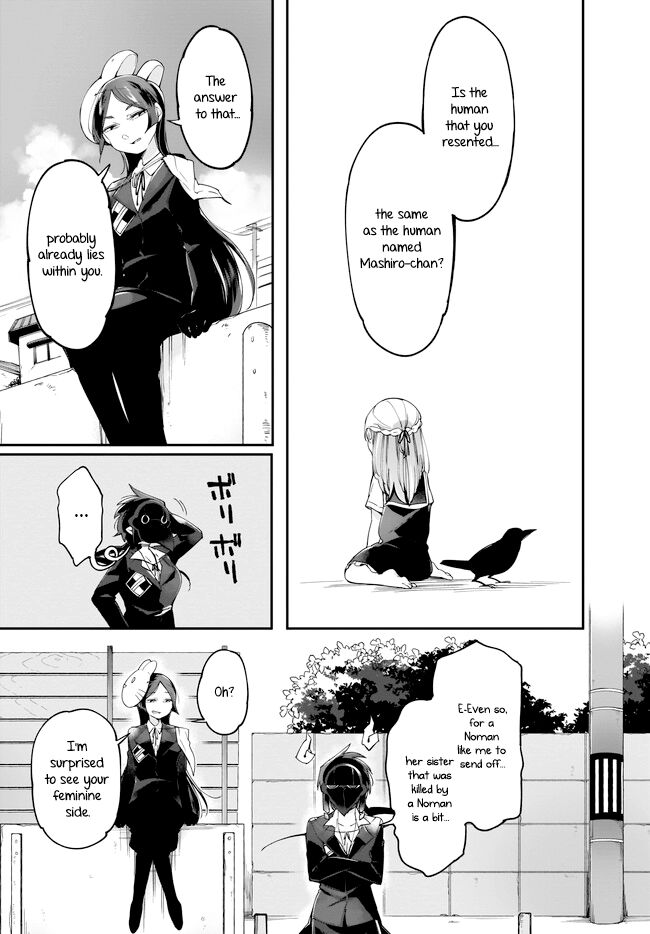 Is the
human
that you
resented...
the same
as the human
named
Mashiro-chan?
The
answer
to that...
probably
already lies
within you.
ボリボリ
...
E-Even so,
for a
Noman
like me to
send off...
her sister
that was
killed by
a Noman
is a bit...
Oh?
I'm
surprised
to see your
feminine
side.